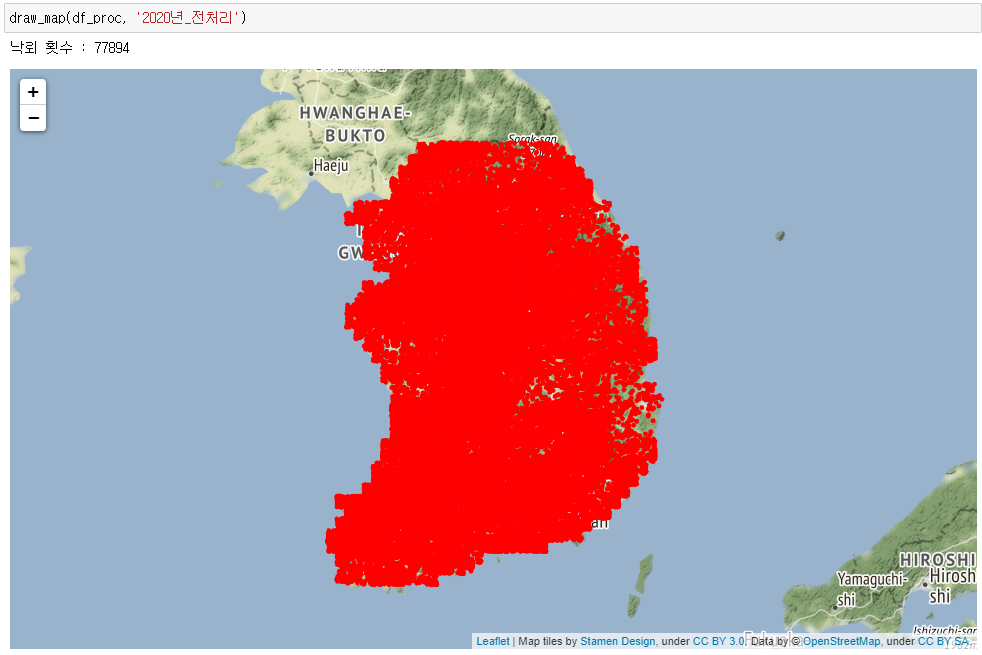 draw_map(df_proc, '2020년_전처리')
낙뢰 횟수 : 77894
+
−
HWANGHAE-
BUKTO
Sorak-san
Haeju
GW
an
HIROSHI
Yamaguchi-
shi
Hirosh
shi
Ishizuchi-san
Leaflet | Map tiles by Stamen Design, under CC BY 3.0. Data by © OpenStreetMap, under CC BY SA.